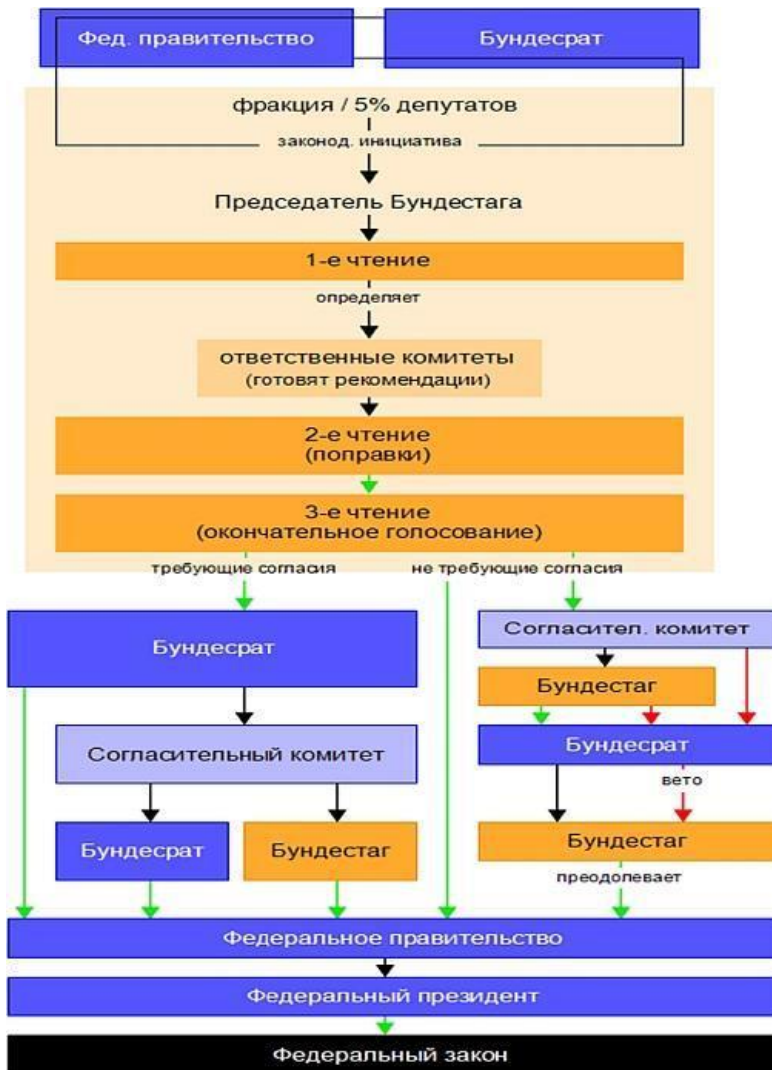 Фед. правительство
Бундесрат
фракция / 5% депутатов
законод. инициатива
Председатель Бундестага
1-е чтение
определяет
ответственные комитеты
(готовят рекомендации)
2-е чтение
(поправки)
3-е чтение
(окончательное голосование)
требующие согласия
не требующие согласия
Бундесрат
Согласител. комитет
Бундестаг
Согласительный комитет
Бундесрат
вето
Бундесрат
Бундестаг
Бундестаг
преодолевает
Федеральное правительство
Федеральный президент
Федеральный закон